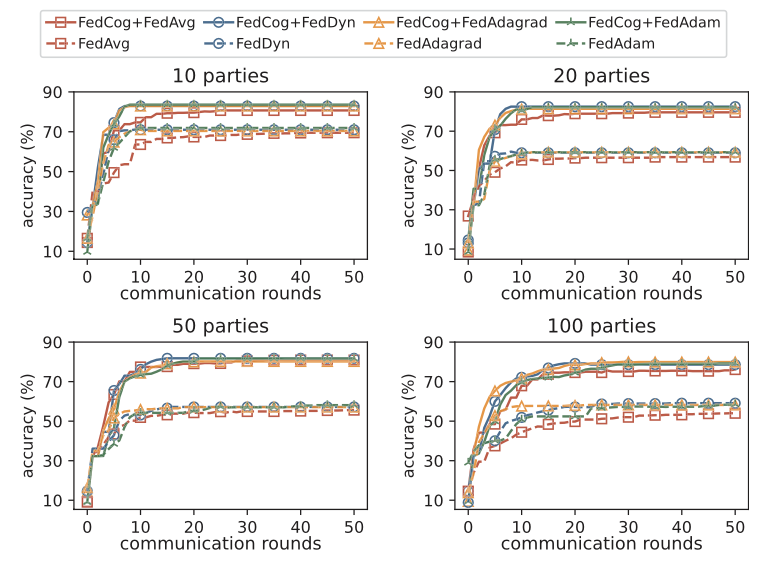 FedCog+FedAvg FedCog+FedDyn FedCog+FedAdagrad FedCog+FedAdam
FedAvg FedDyn FedAdagrad FedAdam
10 parties
90
70
50
30
10
accuracy (%)
0 10 20 30 40 50
communication rounds
20 parties
90
70
50
30
10
accuracy (%)
0 10 20 30 40 50
communication rounds
50 parties
90
70
50
30
10
accuracy (%)
0 10 20 30 40 50
communication rounds
100 parties
90
70
50
30
10
accuracy (%)
0 10 20 30 40 50
communication rounds